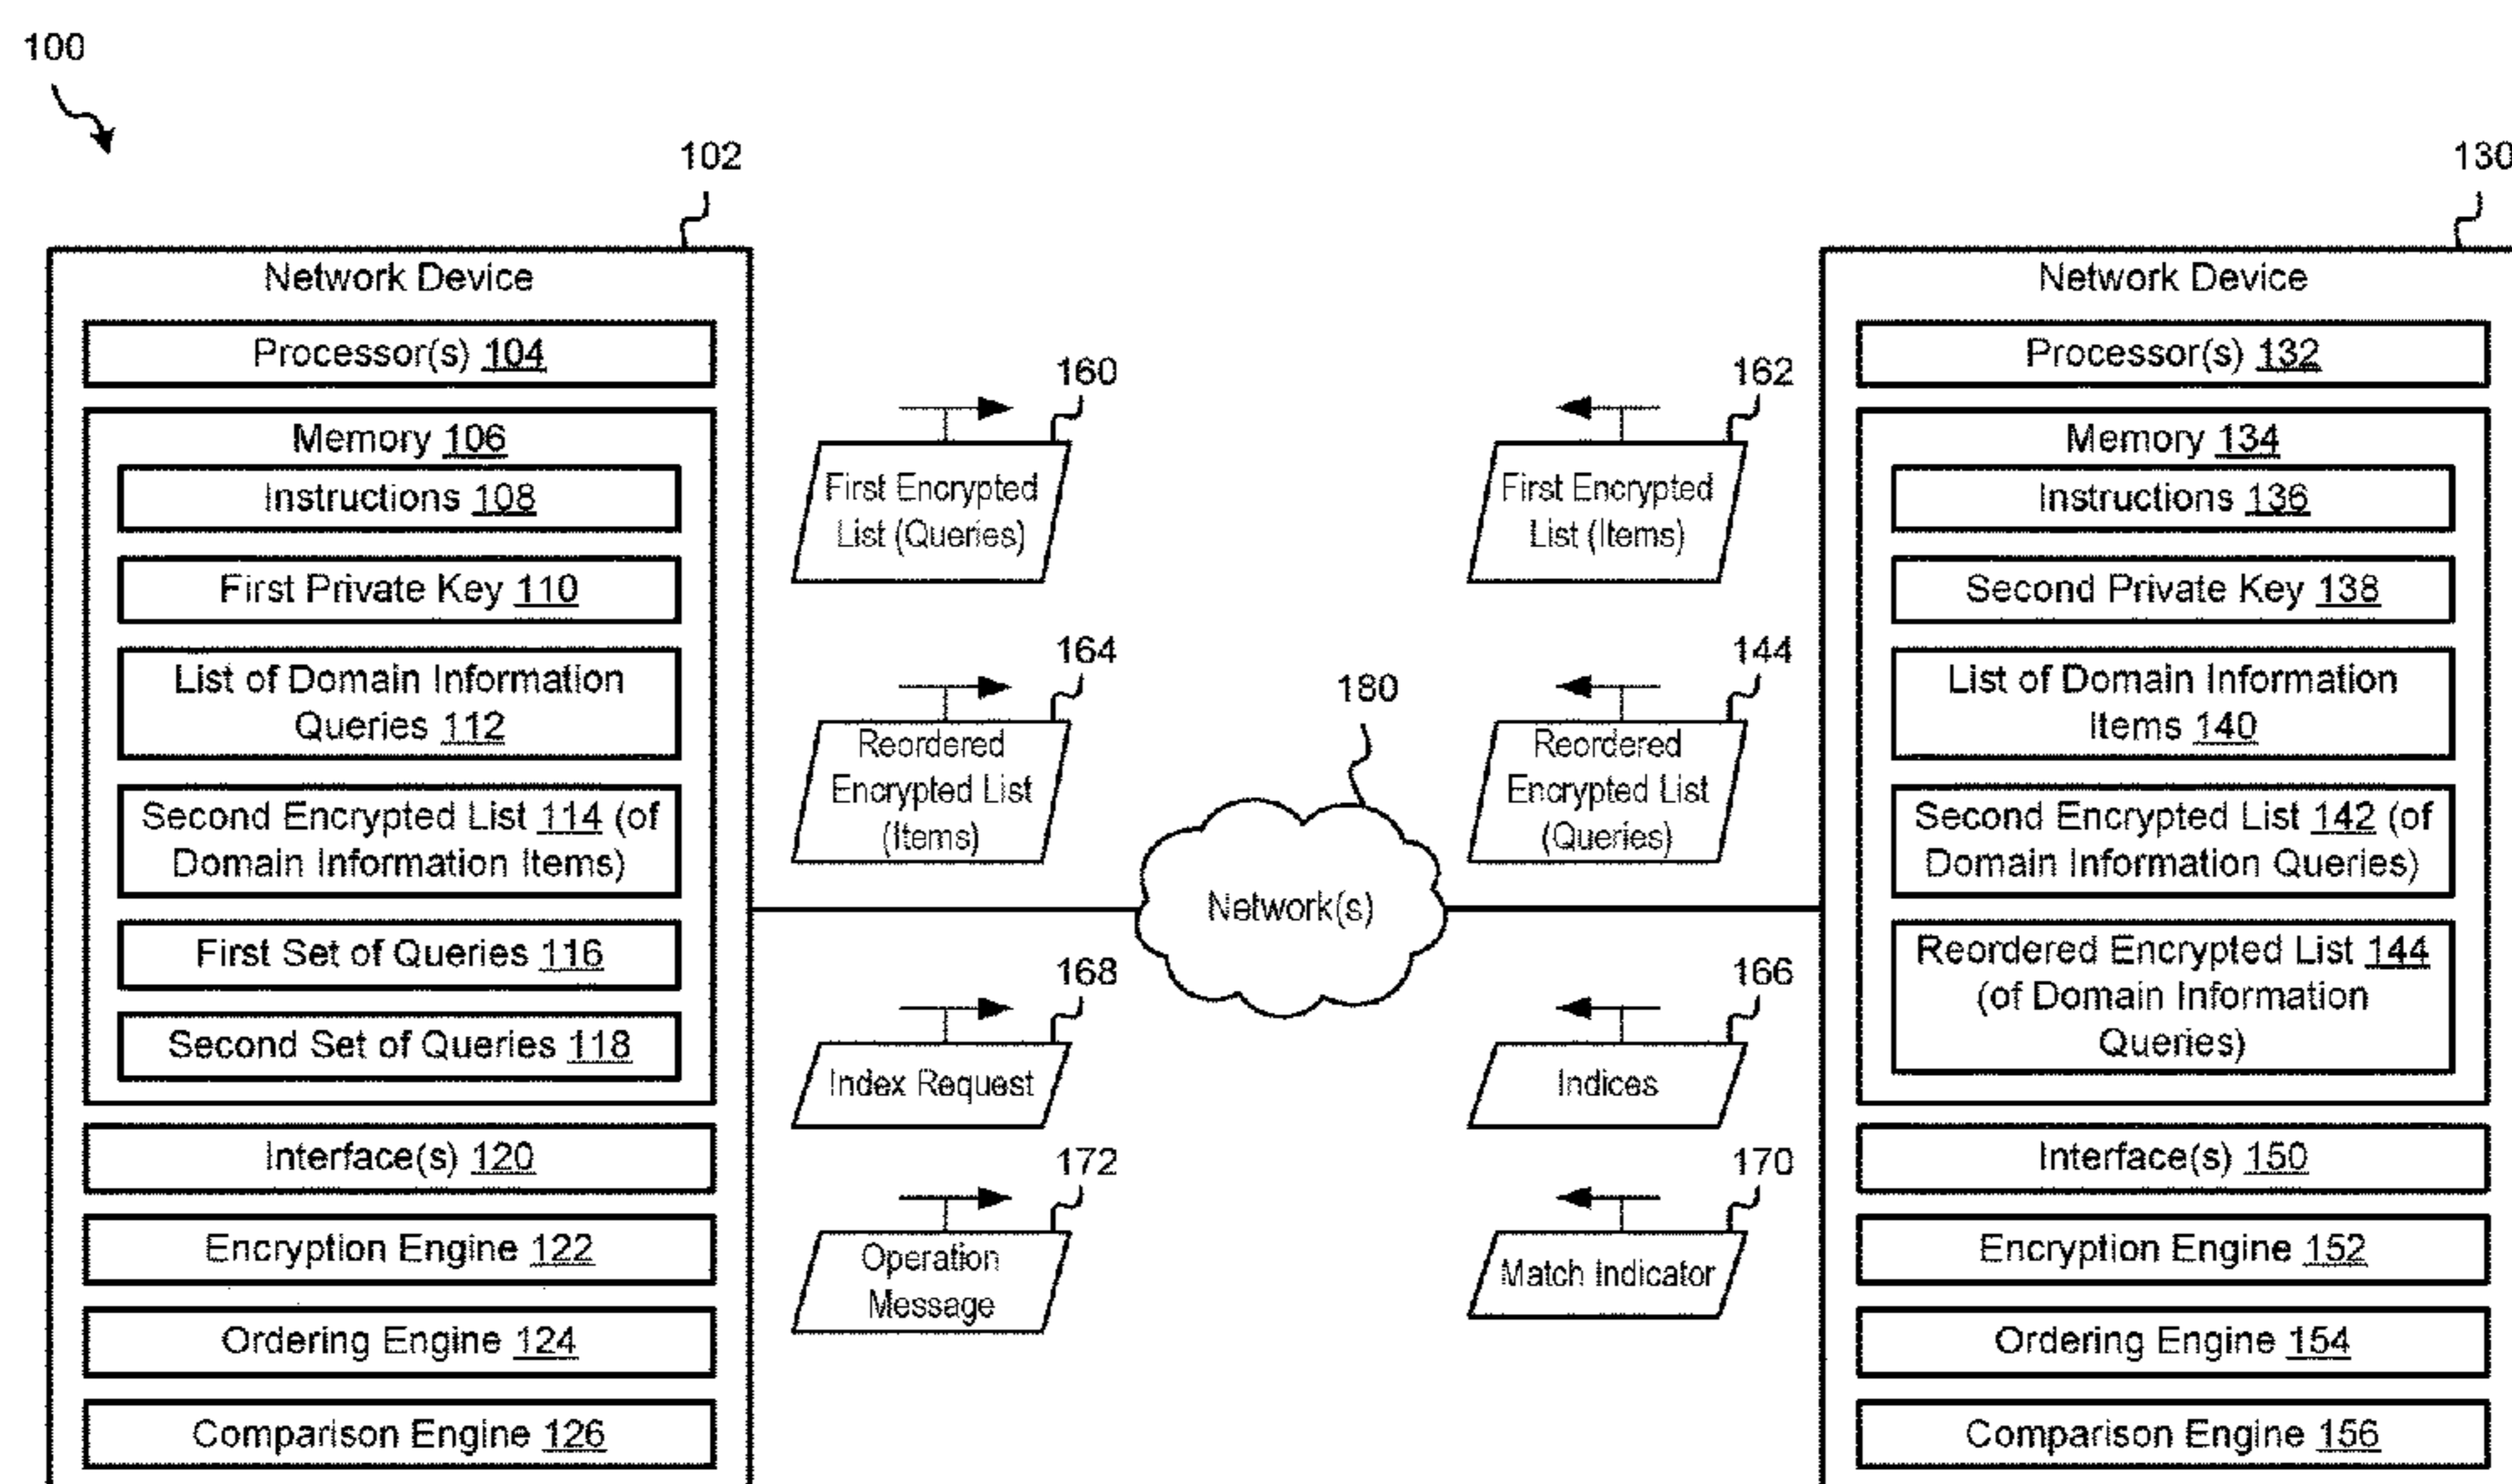 100
102
Network Device
Processor(s) 104
Memory 106
Instructions 108
First Private Key 110
List of Domain Information
Queries 112
Second Encrypted List 114 (of
Domain Information Items)
First Set of Queries 116
Second Set of Queries 118
Interface(s) 120
Encryption Engine 122
Ordering Engine 124
Comparison Engine 126
160
First Encrypted
List (Queries)
162
First Encrypted
List (Items)
164
Reordered
Encrypted List
(Items)
144
Reordered
Encrypted List
(Queries)
180
Network(s)
168
Index Request
166
Indices
172
Operation
Message
170
Match Indicator
130
Network Device
Processor(s) 132
Memory 134
Instructions 136
Second Private Key 138
List of Domain Information
Items 140
Second Encrypted List 142 (of
Domain Information Queries)
Reordered Encrypted List 144
(of Domain Information
Queries)
Interface(s) 150
Encryption Engine 152
Ordering Engine 154
Comparison Engine 156